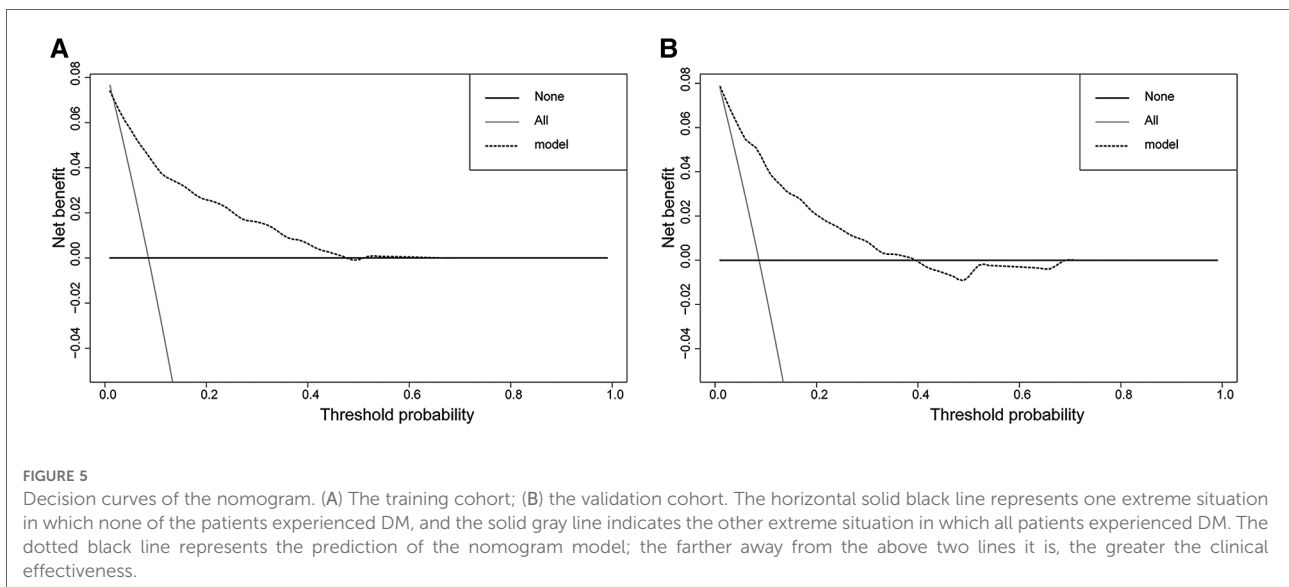 A
B
0.08
0.06
0.04
0.02
0.00
−0.02
−0.04
Net benefit
None
All
model
0.0 0.2 0.4 0.6 0.8 1.0
Threshold probability
0.08
0.06
0.04
0.02
0.00
−0.02
−0.04
Net benefit
None
All
model
0.0 0.2 0.4 0.6 0.8 1.0
Threshold probability
FIGURE 5
Decision curves of the nomogram. (A) The training cohort; (B) the validation cohort. The horizontal solid black line represents one extreme situation
in which none of the patients experienced DM, and the solid gray line indicates the other extreme situation in which all patients experienced DM. The
dotted black line represents the prediction of the nomogram model; the farther away from the above two lines it is, the greater the clinical
effectiveness.